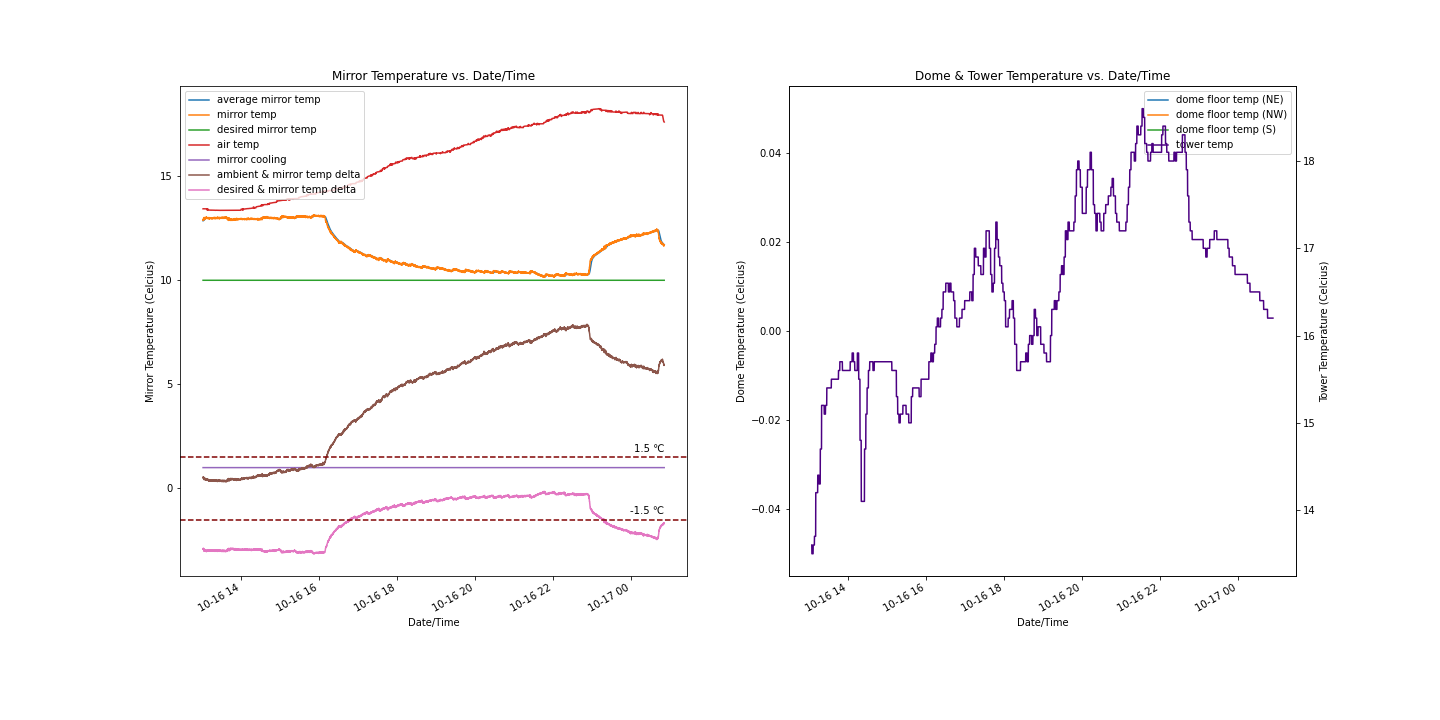 Mirror Temperature vs. Date/Time
average mirror temp
mirror temp
desired mirror temp
air temp
mirror cooling
ambient & mirror temp delta
desired & mirror temp delta
15
10
5
0
Mirror Temperature (Celcius)
1.5 °C
-1.5 °C
10-16 14
10-16 16
10-16 18
10-16 20
10-16 22
10-17 00
Date/Time
Dome & Tower Temperature vs. Date/Time
dome floor temp (NE)
dome floor temp (NW)
dome floor temp (S)
tower temp
0.04
0.02
0.00
−0.02
−0.04
Dome Temperature (Celcius)
18
17
16
15
14
Tower Temperature (Celcius)
10-16 14
10-16 16
10-16 18
10-16 20
10-16 22
10-17 00
Date/Time